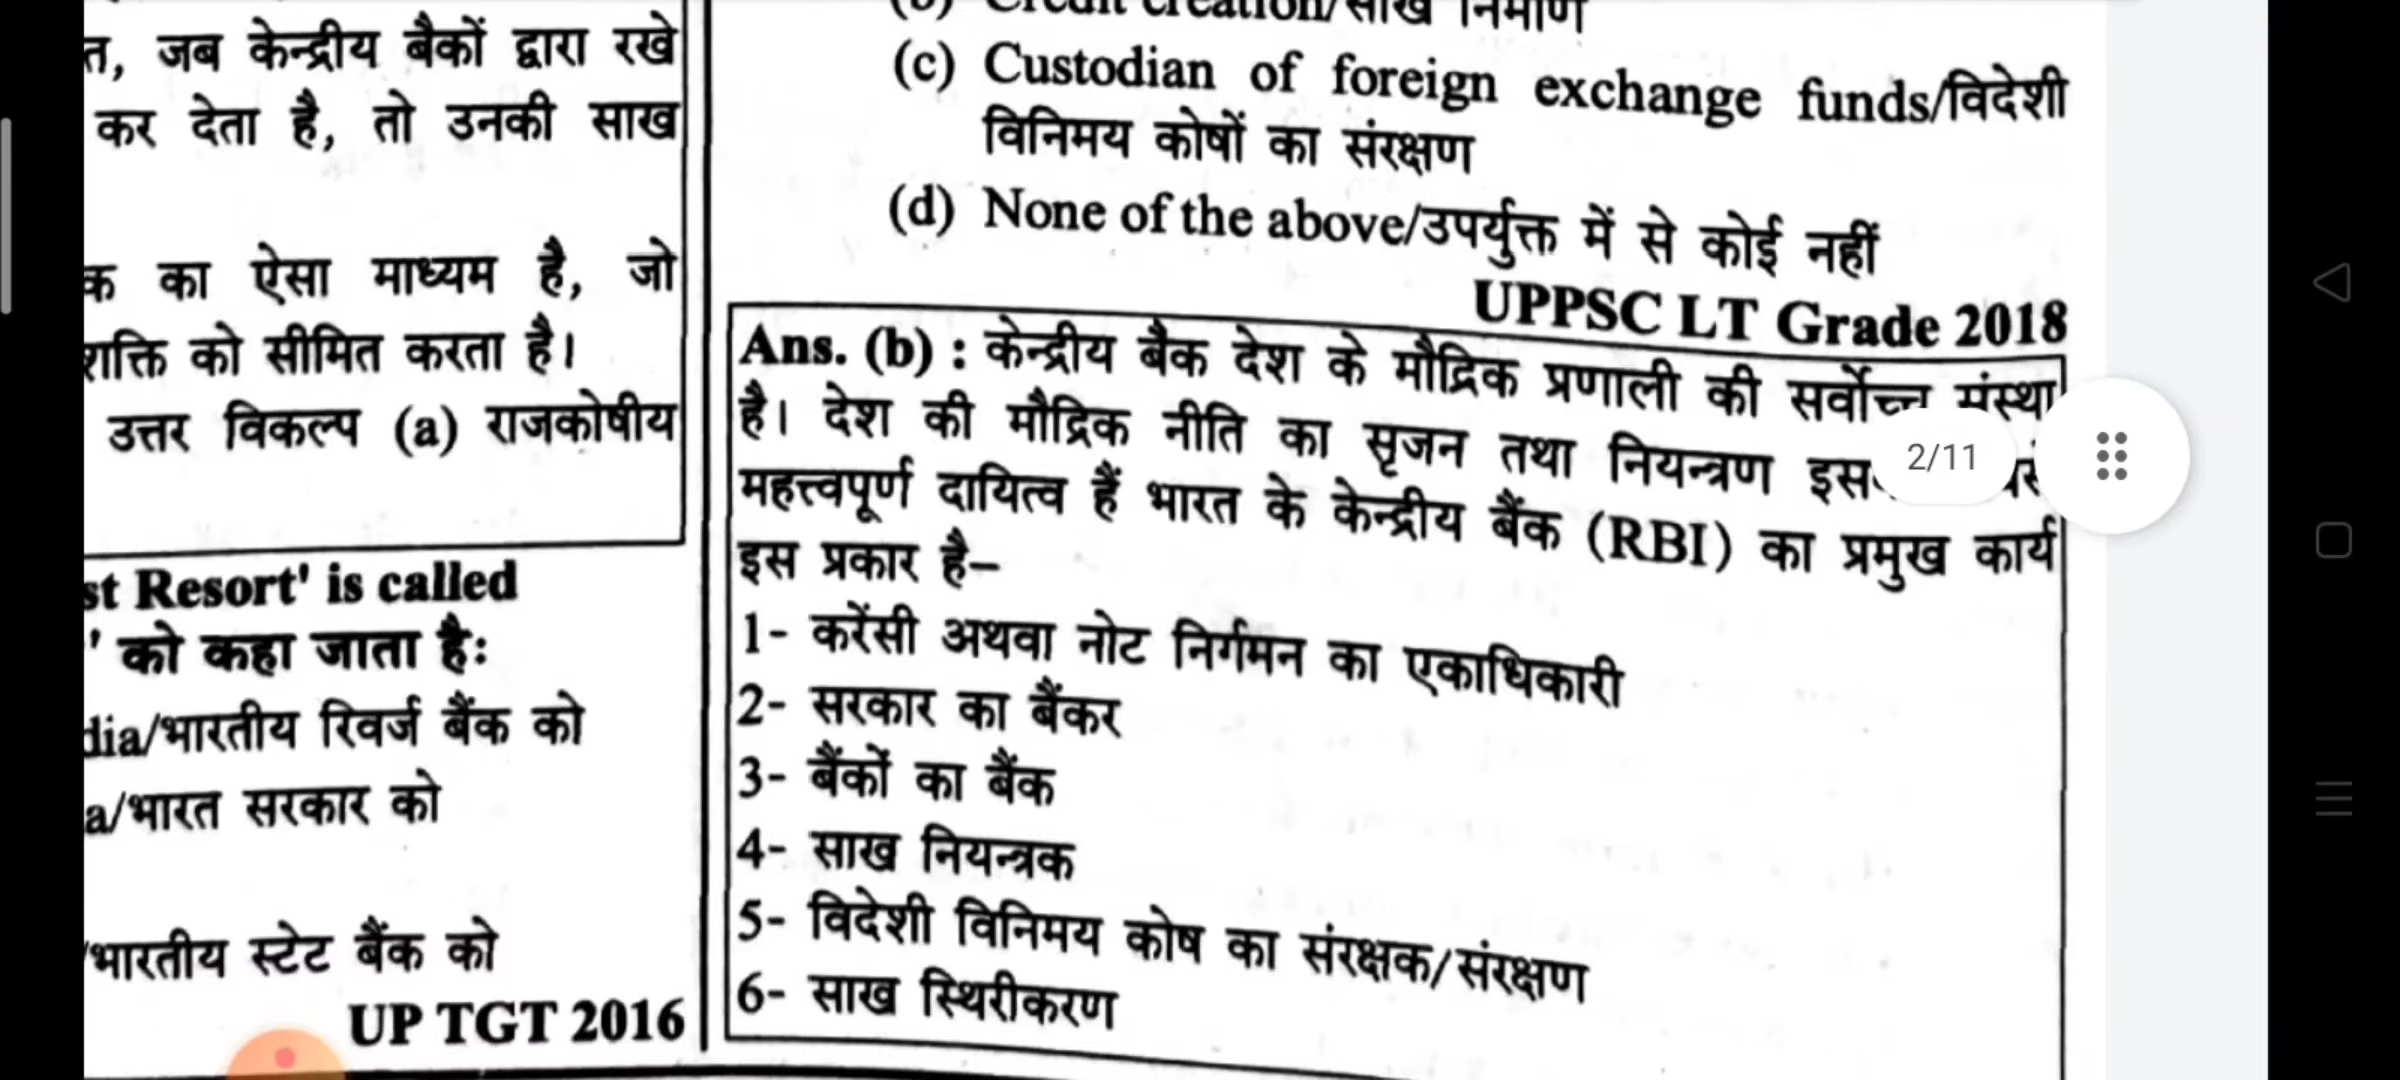 त, जब केन्द्रीय बैकों द्वारा रखे
कर देता है, तो उनकी साख
क का ऐसा माध्यम है, जो
शक्ति को सीमित करता है।
उत्तर विकल्प (a) राजकोषीय
st Resort' is called
' को कहा जाता है:
dia/भारतीय रिवर्ज बैंक को
a/भारत सरकार को
/भारतीय स्टेट बैंक को
UP TGT 2016
(b) Credit creation/साख निर्माण
(c) Custodian of foreign exchange funds/विदेशी
विनिमय कोषों का संरक्षण
(d) None of the above/उपर्युक्त में से कोई नहीं
UPPSC LT Grade 2018
Ans. (b) : केन्द्रीय बैक देश के मौद्रिक प्रणाली की सर्वोच्च संस्था
है। देश की मौद्रिक नीति का सृजन तथा नियन्त्रण
महत्त्वपूर्ण दायित्व हैं भारत के केन्द्रीय बैंक (RBI) का प्रमुख कार्य
इस प्रकार है–
1- करेंसी अथवा नोट निर्गमन का एकाधिकारी
2- सरकार का बैंकर
3- बैंकों का बैंक
4- साख नियन्त्रक
5- विदेशी विनिमय कोष का संरक्षक/संरक्षण
6- साख स्थिरीकरण
2/11